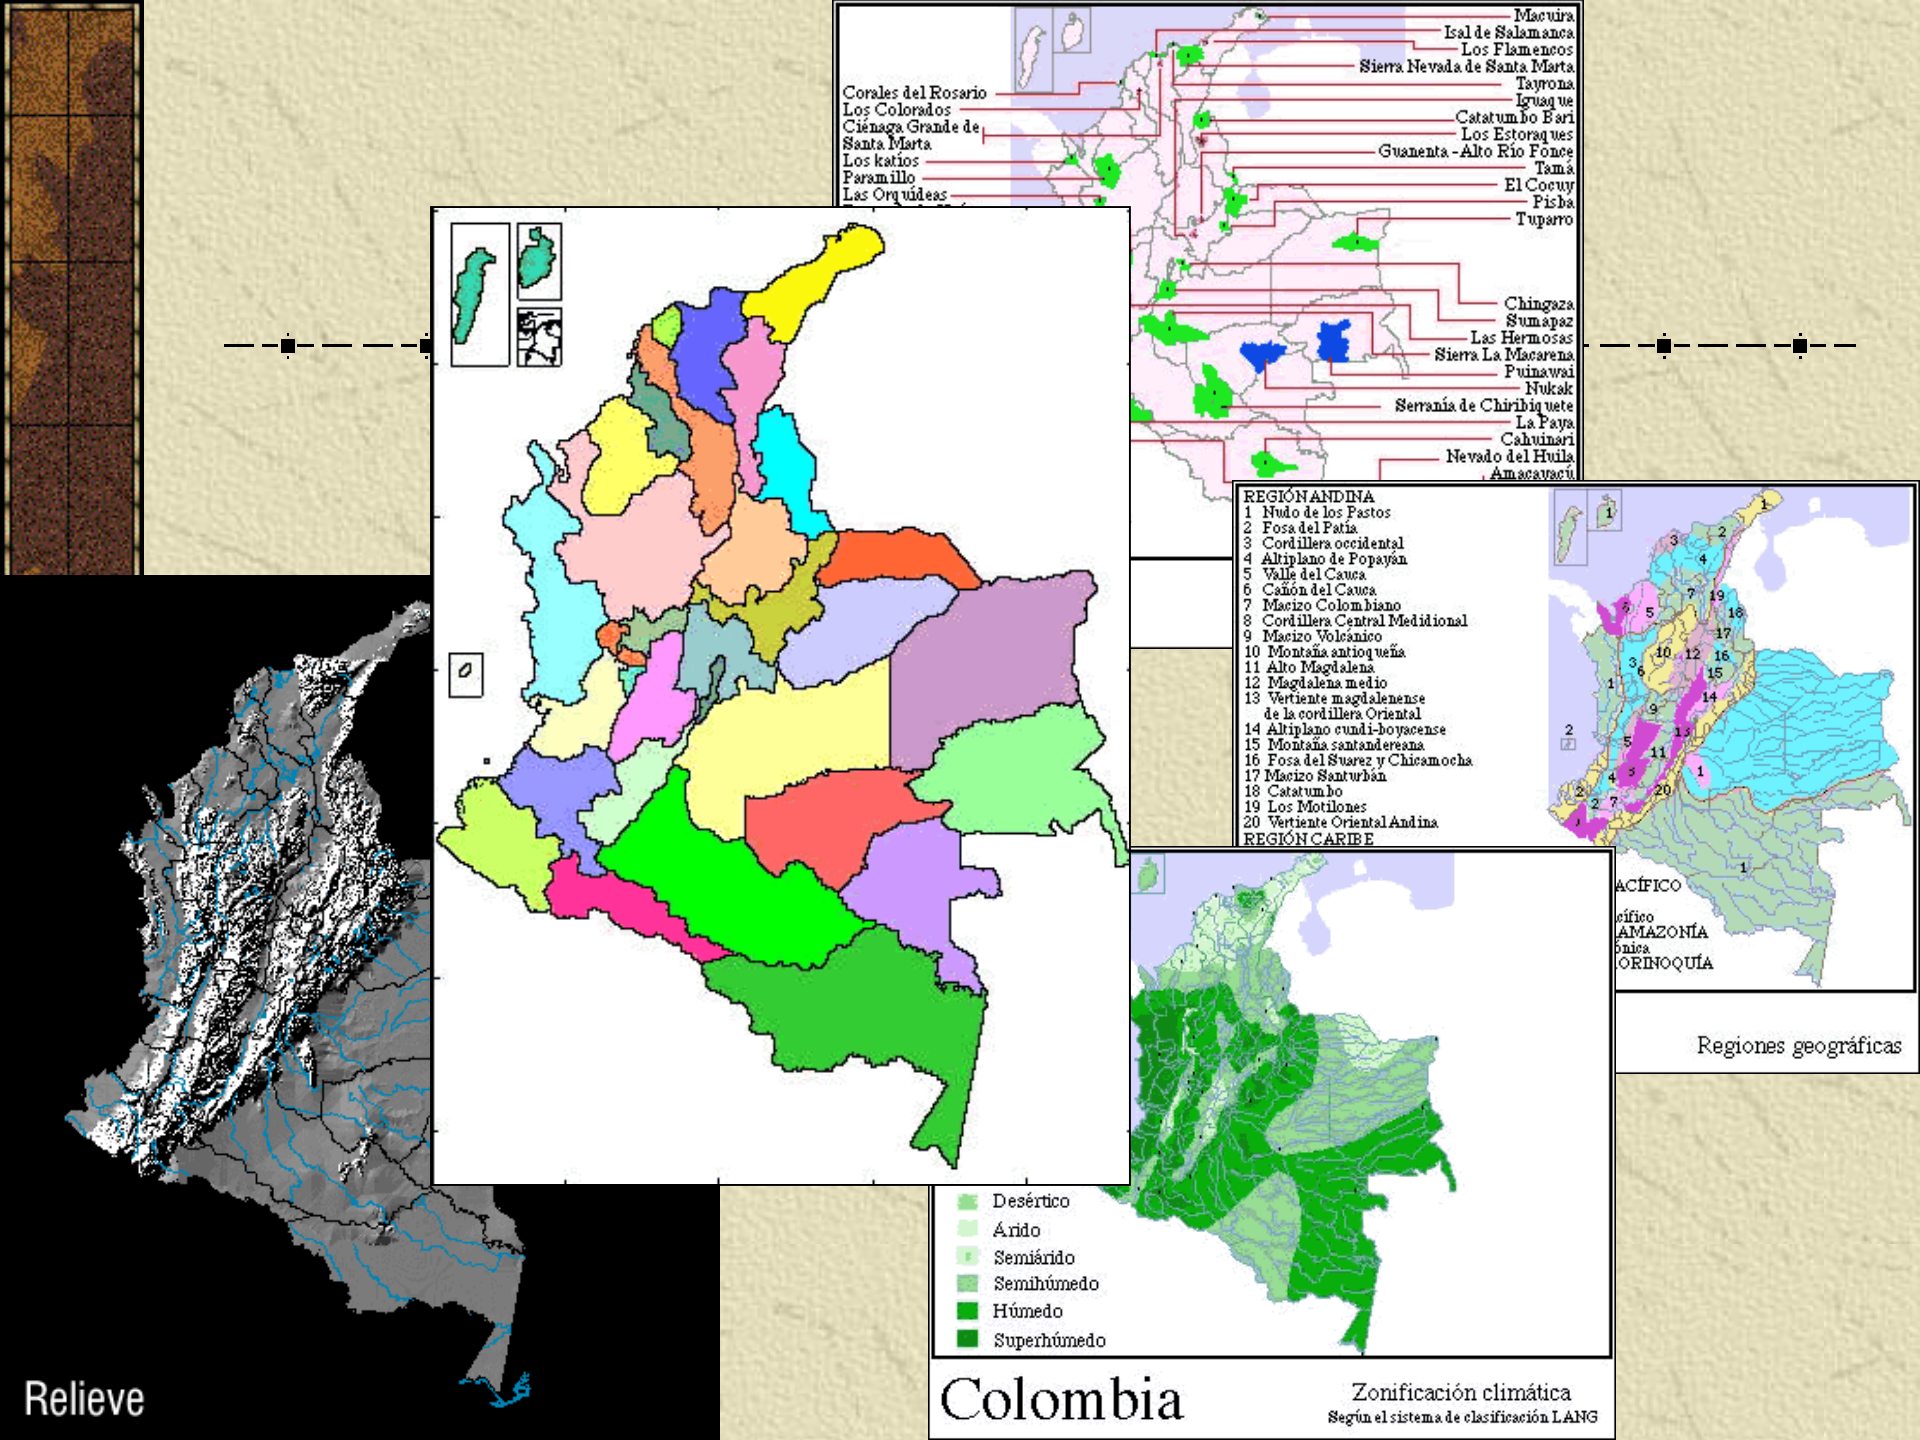 Macuira
Isal de Salamanca
Los Flamencos
Sierra Nevada de Santa Marta
Tayrona
Iguaque
Catatumbo Bari
Los Estoraques
Guanenta - Alto Río Fonce
Tamá
El Cocuy
Pisba
Tuparro
Corales del Rosario
Los Colorados
Ciénaga Grande de
Santa Marta
Los katíos
Paramillo
Las Orquídeas
Chingaza
Sumapaz
Las Hermosas
Sierra La Macarena
Puinawai
Nukak
Serranía de Chiribiquete
La Paya
Cahuinari
Nevado del Huila
Amacayacú
REGIÓN ANDINA
1 Nudo de los Pastos
2 Fosa del Patía
3 Cordillera occidental
4 Altiplano de Popayán
5 Valle del Cauca
6 Cañón del Cauca
7 Macizo Colombiano
8 Cordillera Central Medidional
9 Macizo Volcánico
10 Montaña antioqueña
11 Alto Magdalena
12 Magdalena medio
13 Vertiente magdalenense
de la cordillera Oriental
14 Altiplano cundi-boyacense
15 Montaña santandereana
16 Fosa del Suarez y Chicamocha
17 Macizo Santurbán
18 Catatumbo
19 Los Motilones
20 Vertiente Oriental Andina
REGIÓN CARIBE
ACÍFICO
cífico
AMAZONÍA
ónica
ORINOQUÍA
Regiones geográficas
Desértico
Arido
Semiárido
Semihúmedo
Húmedo
Superhúmedo
Colombia
Zonificación climática
Según el sistema de clasificación LANG
Relieve